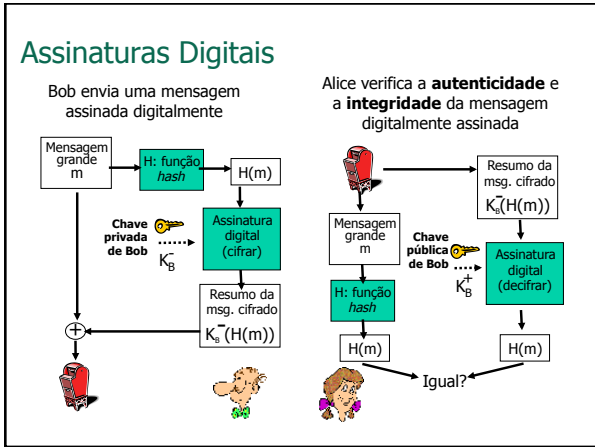 Assinaturas Digitais
Bob envia uma mensagem
assinada digitalmente
Mensagem
grande
m
H: função
hash
H(m)
Chave
privada
de Bob
K_B^-
Assinatura
digital
(cifrar)
Resumo da
msg. cifrado
K_B^-(H(m))
+
Alice verifica a autenticidade e
a integridade da mensagem
digitalmente assinada
Resumo da
msg. cifrado
K_B^-(H(m))
Mensagem
grande
m
Chave
pública
de Bob
K_B^+
Assinatura
digital
(decifrar)
H: função
hash
H(m)
H(m)
Igual?